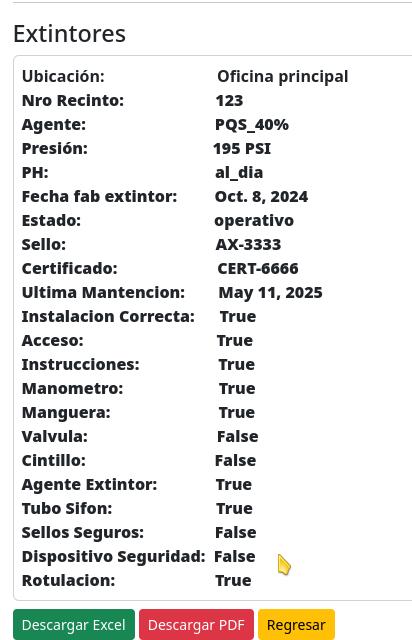 Extintores
Ubicación: Oficina principal
Nro Recinto: 123
Agente: PQS_40%
Presión: 195 PSI
PH: al_dia
Fecha fab extintor: Oct. 8, 2024
Estado: operativo
Sello: AX-3333
Certificado: CERT-6666
Ultima Mantencion: May 11, 2025
Instalacion Correcta: True
Acceso: True
Instrucciones: True
Manometro: True
Manguera: True
Valvula: False
Cintillo: False
Agente Extintor: True
Tubo Sifon: True
Sellos Seguros: False
Dispositivo Seguridad: False
Rotulacion: True
Descargar Excel Descargar PDF Regresar